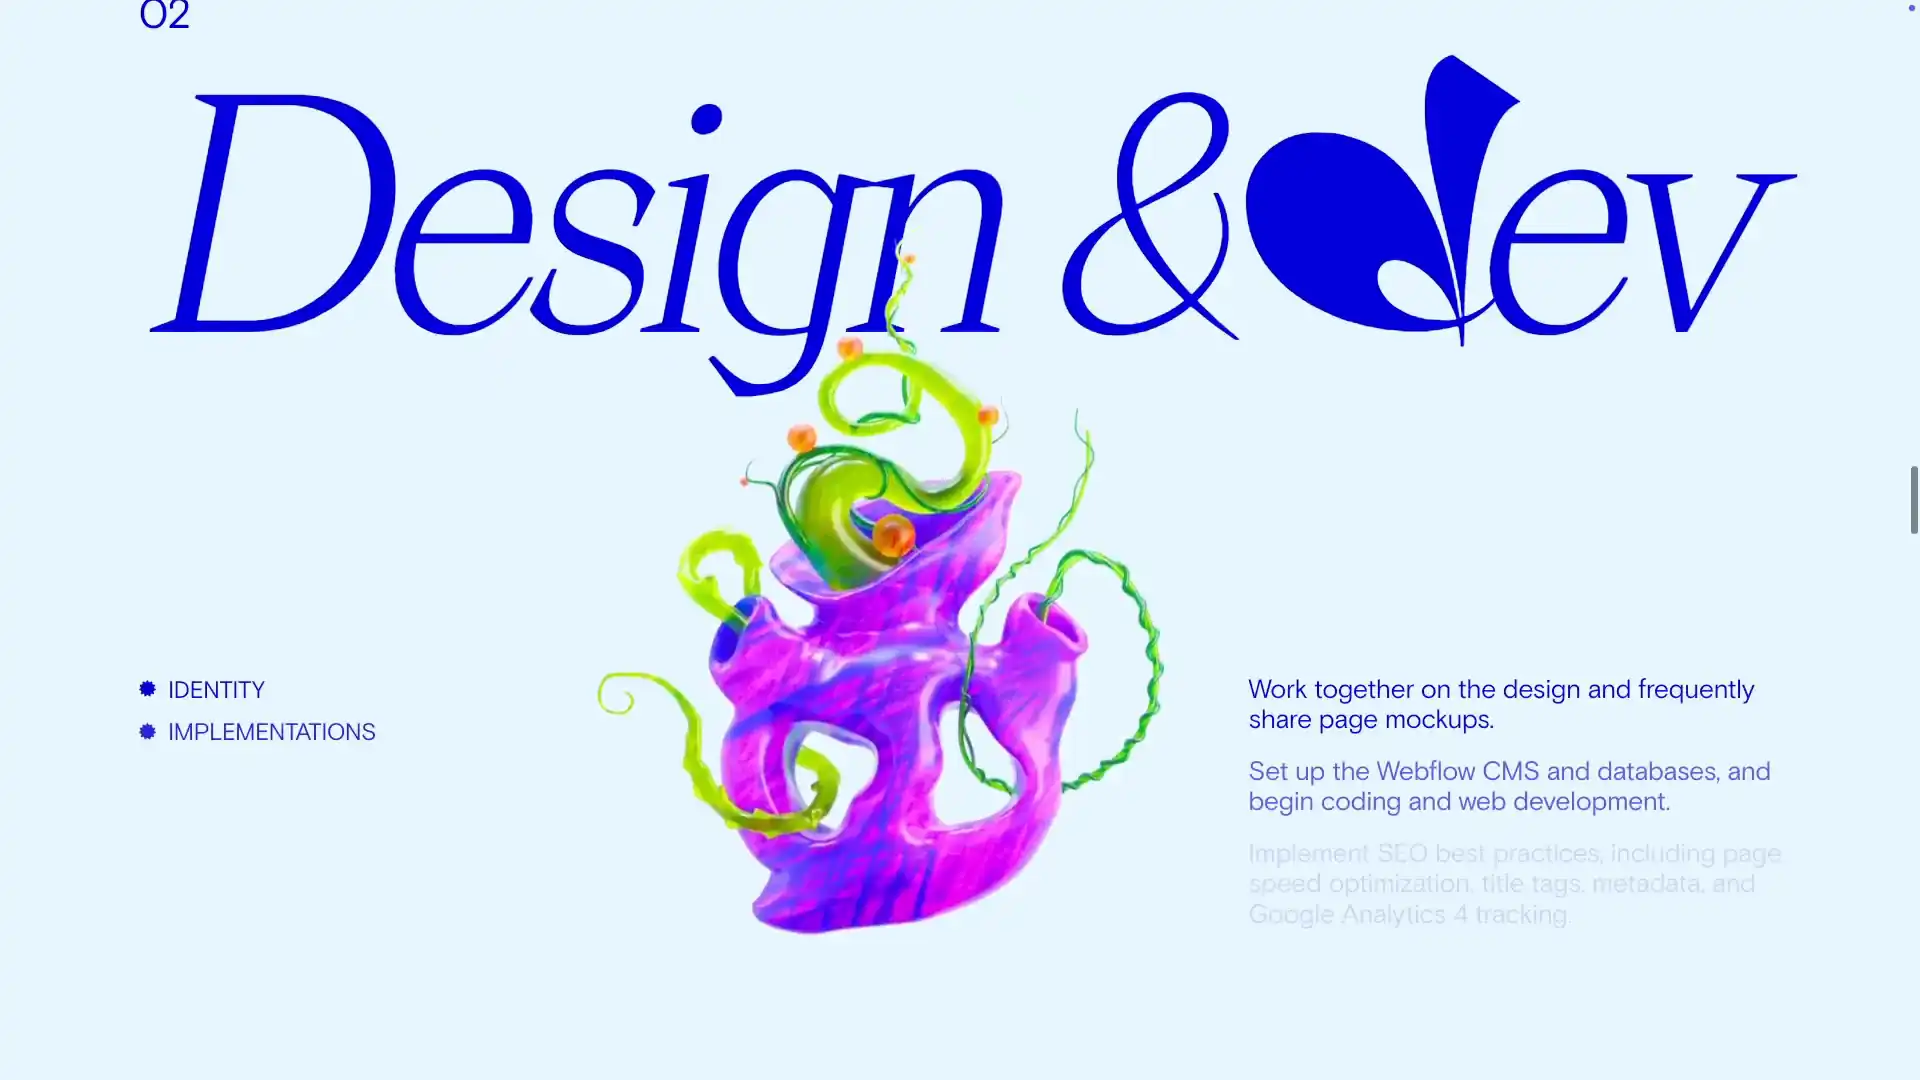 02
Design & dev
IDENTITY
IMPLEMENTATIONS
Work together on the design and frequently
share page mockups.
Set up the Webflow CMS and databases, and
begin coding and web development.
Implement SEO best practices, including page
speed optimization, title tags, metadata, and
Google Analytics 4 tracking.